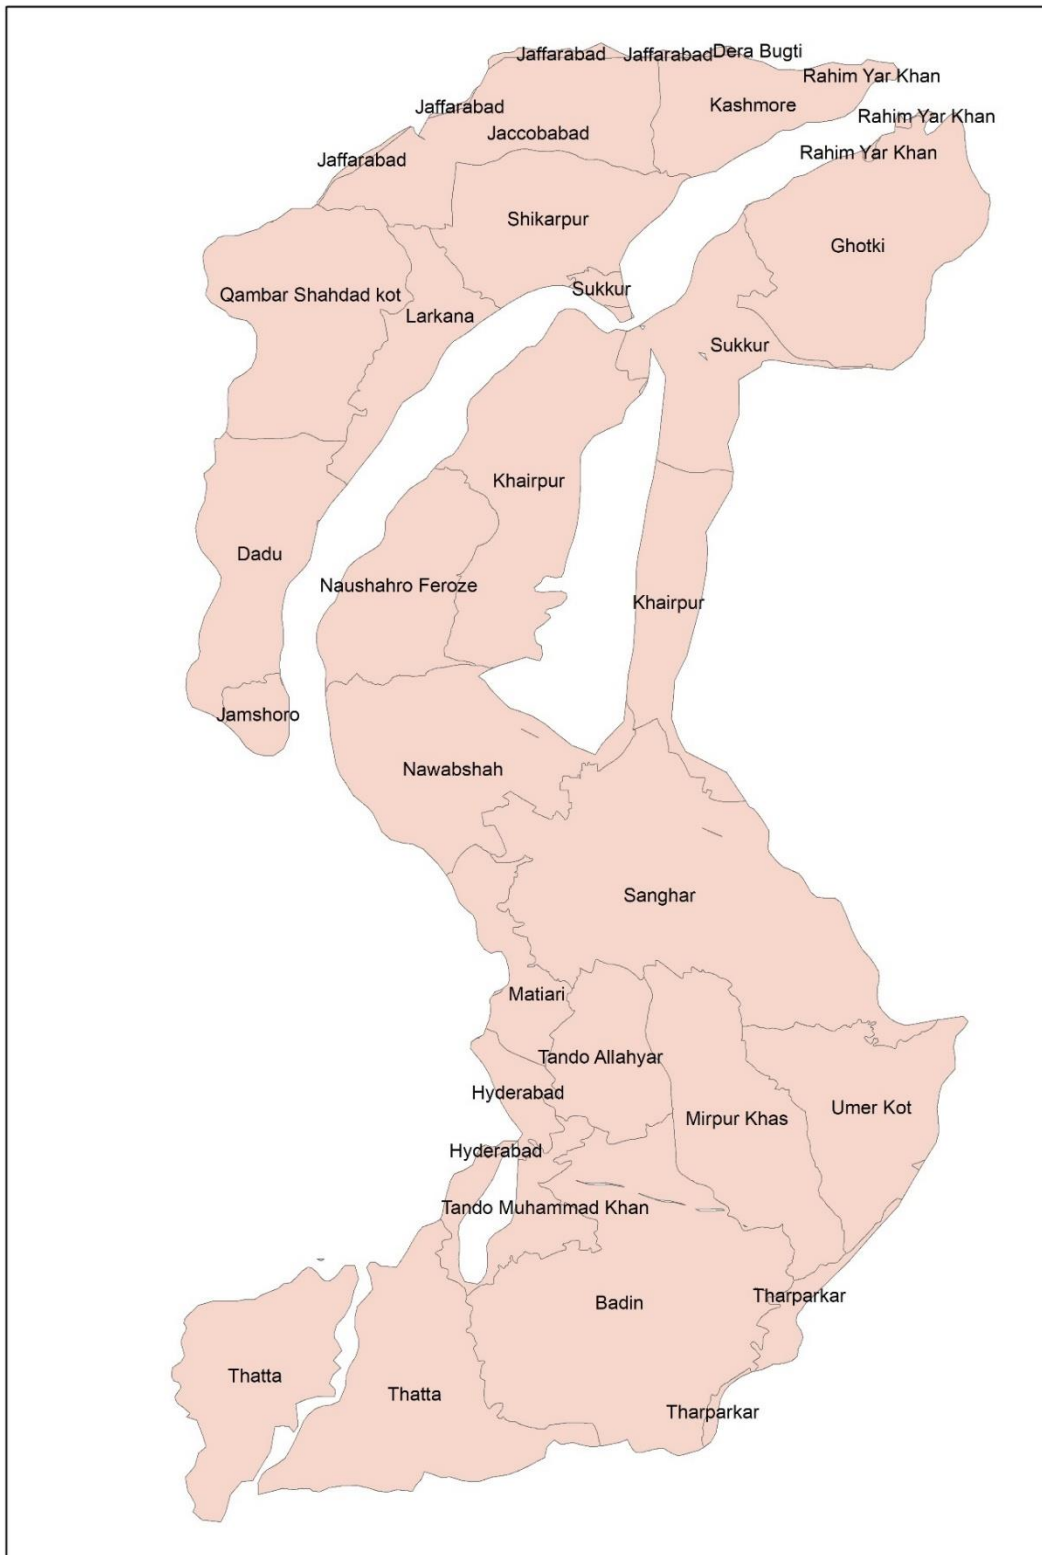 Jaffarabad
Jaffarabad
Dera Bugti
Rahim Yar Khan
Jaffarabad
Kashmore
Rahim Yar Khan
Jaccobabad
Jaffarabad
Rahim Yar Khan
Shikarpur
Ghotki
Qambar Shahdad kot
Sukkur
Larkana
Sukkur
Khairpur
Dadu
Naushahro Feroze
Khairpur
Jamshoro
Nawabshah
Sanghar
Matiari
Tando Allahyar
Hyderabad
Umer Kot
Mirpur Khas
Hyderabad
Tando Muhammad Khan
Tharparkar
Badin
Thatta
Thatta
Tharparkar